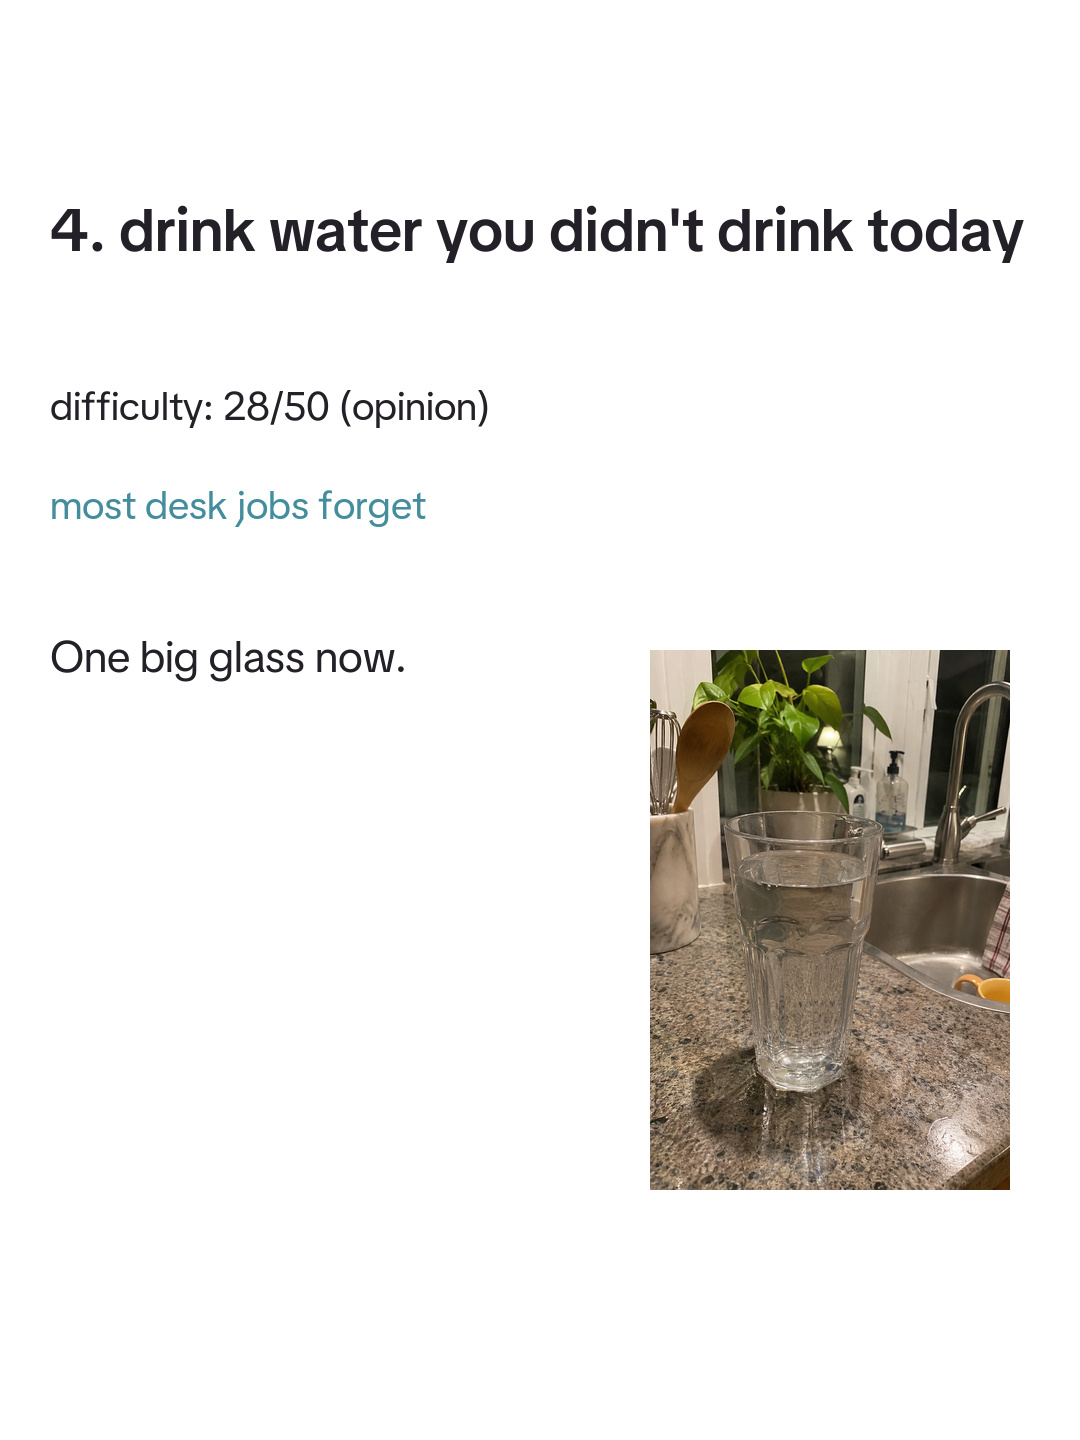 4. drink water you didn't drink today
difficulty: 28/50 (opinion)
most desk jobs forget
One big glass now.